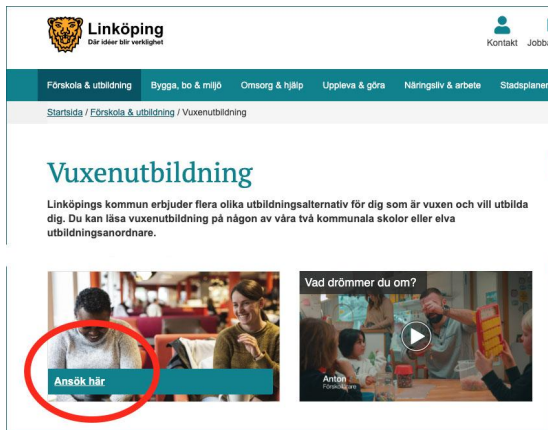 Linköping
Där idéer blir verklighet
Kontakt
Förskola & utbildning Bygga, bo & miljö Omsorg & hjälp Uppleva & göra Näringsliv & arbete
Startsida / Förskola & utbildning / Vuxenutbildning
Vuxenutbildning
Linköpings kommun erbjuder flera olika utbildningsalternativ för dig som är vuxen och vill utbilda
dig. Du kan läsa vuxenutbildning på någon av våra två kommunala skolor eller elva
utbildningsanordnare.
Ansök här
Vad drömmer du om?
Anton
Förskollärare